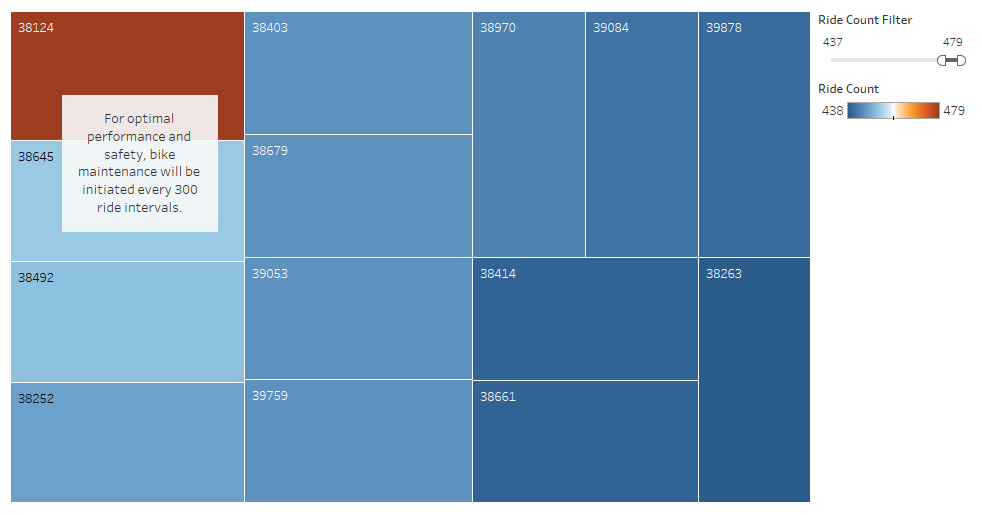 38124
38403
38970
39084
39878
For optimal
performance and
safety, bike
maintenance will be
initiated every 300
ride intervals.
38645
38679
38492
39053
38414
38263
38252
39759
38661
Ride Count Filter
437 479
Ride Count
438 479